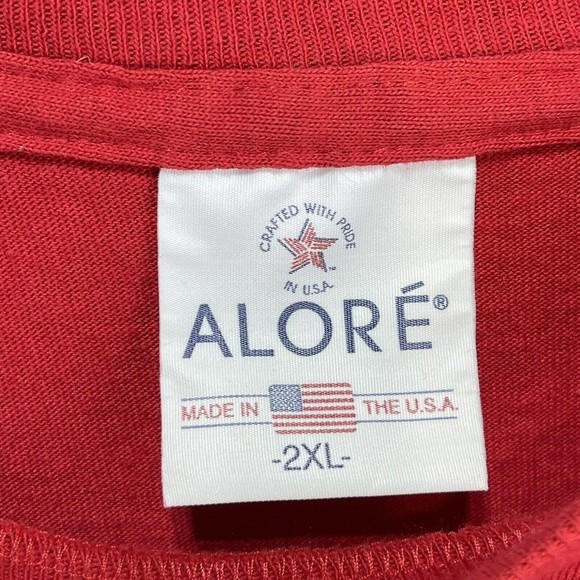 CRAFTED WITH PRIDE
™
IN U.S.A.
ALORÉ®
MADE IN THE U.S.A.
-2XL-